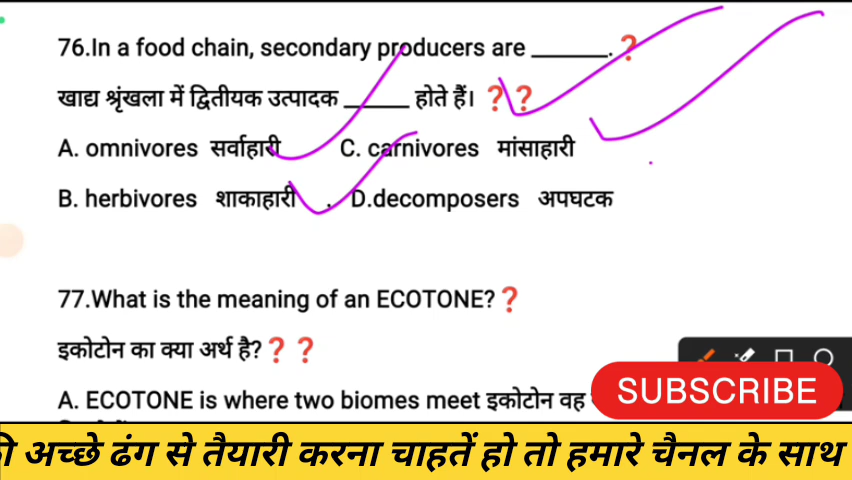 76.In a food chain, secondary producers are ______. ❓
खाद्य श्रृंखला में द्वितीयक उत्पादक ______ होते हैं। ❓❓
A. omnivores सर्वाहारी C. carnivores मांसाहारी
B. herbivores शाकाहारी . D.decomposers अपघटक
77.What is the meaning of an ECOTONE?❓
इकोटोन का क्या अर्थ है?❓❓
A. ECOTONE is where two biomes meet इकोटोन वह
SUBSCRIBE
अच्छे ढंग से तैयारी करना चाहतें हो तो हमारे चैनल के साथ